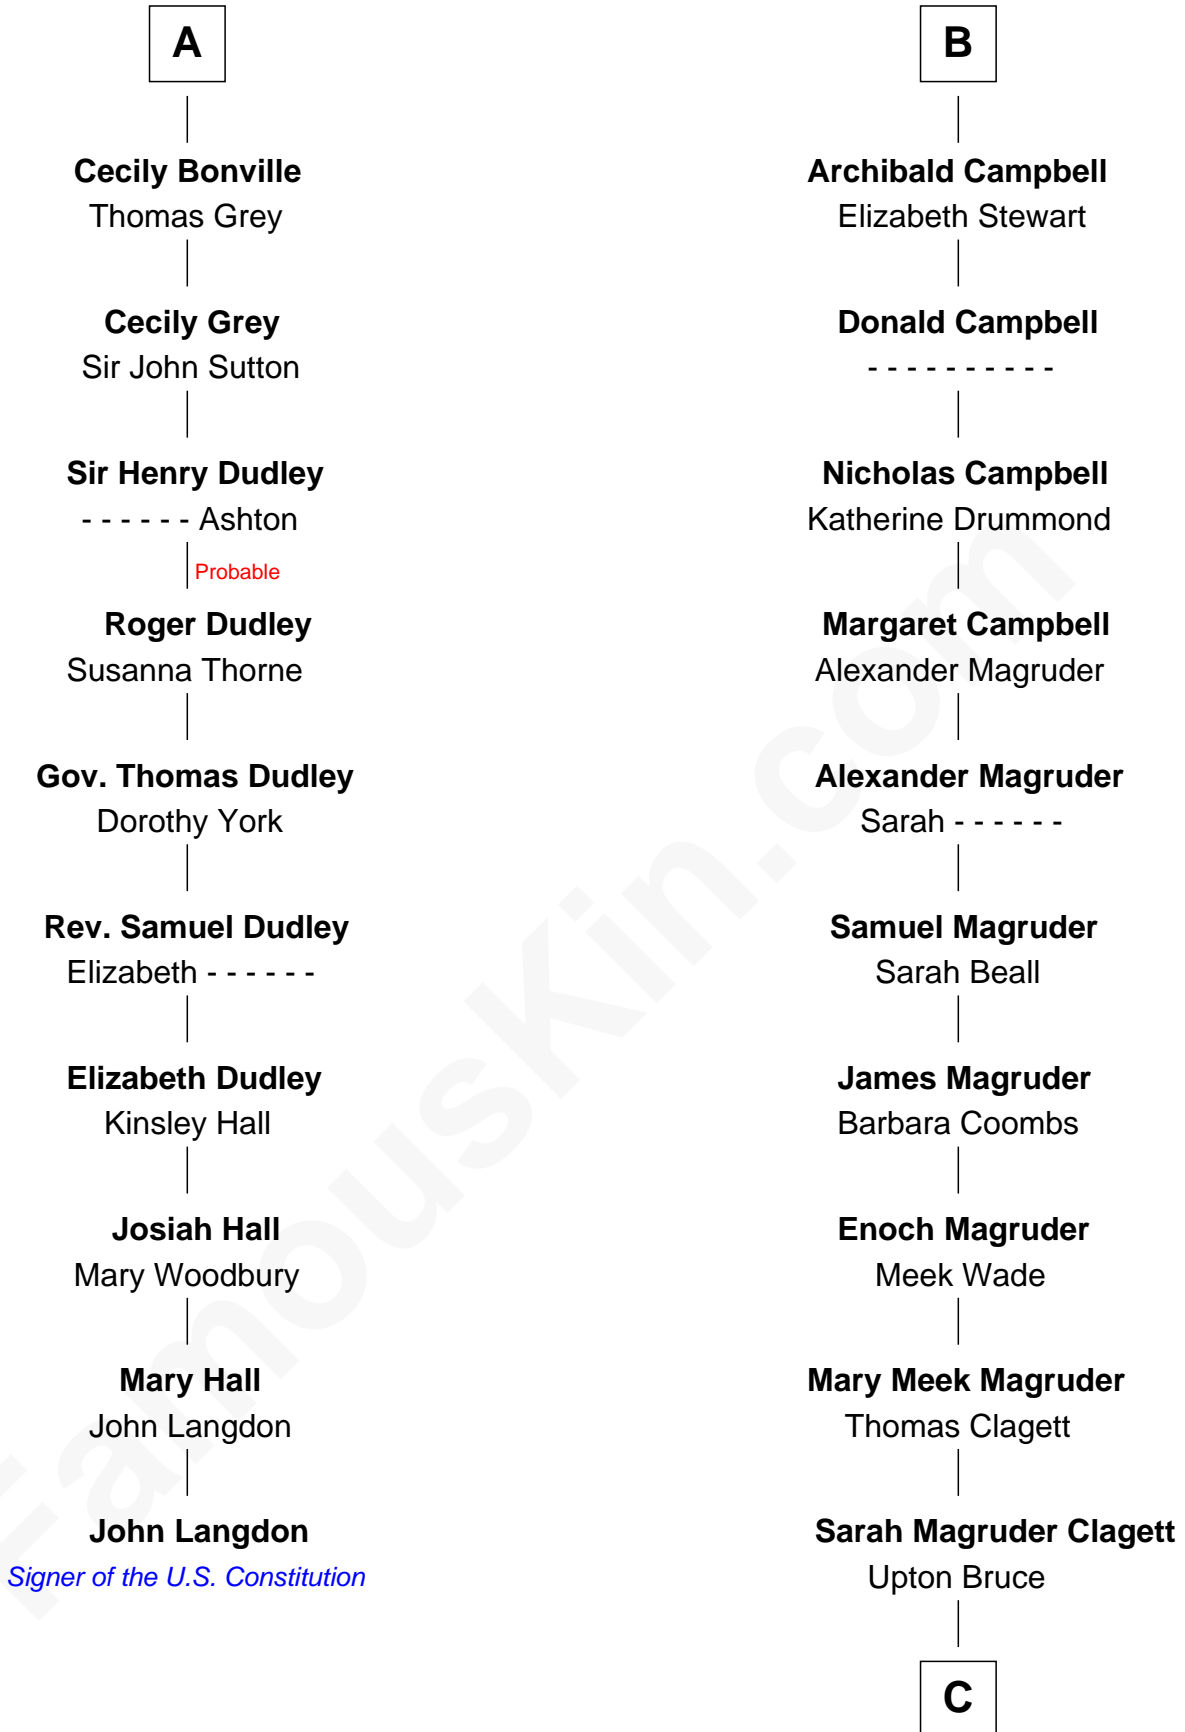 A
Cecily Bonville
Thomas Grey
Cecily Grey
Sir John Sutton
Sir Henry Dudley
- - - - - - Ashton
Probable
Roger Dudley
Susanna Thorne
Gov. Thomas Dudley
Dorothy York
Rev. Samuel Dudley
Elizabeth - - - - - -
Elizabeth Dudley
Kinsley Hall
Josiah Hall
Mary Woodbury
Mary Hall
John Langdon
John Langdon
Signer of the U.S. Constitution
B
Archibald Campbell
Elizabeth Stewart
Donald Campbell
- - - - - - - - - -
Nicholas Campbell
Katherine Drummond
Margaret Campbell
Alexander Magruder
Alexander Magruder
Sarah - - - - - -
Samuel Magruder
Sarah Beall
James Magruder
Barbara Coombs
Enoch Magruder
Meek Wade
Mary Meek Magruder
Thomas Clagett
Sarah Magruder Clagett
Upton Bruce
C
FamousKin.com